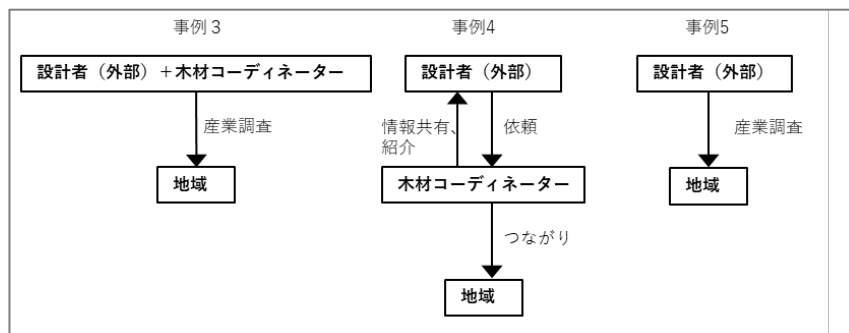 事例３
事例4
事例5
設計者（外部）＋木材コーディネーター
設計者（外部）
設計者（外部）
産業調査
情報共有、
紹介
依頼
産業調査
地域
木材コーディネーター
地域
つながり
地域